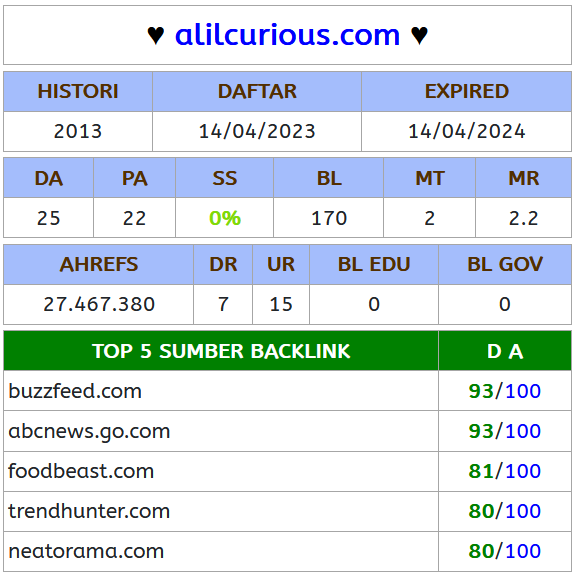 ♥ alilcurious.com ♥
HISTORI DAFTAR EXPIRED
2013 14/04/2023 14/04/2024
DA PA SS BL MT MR
25 22 0% 170 2 2.2
AHREFS DR UR BL EDU BL GOV
27.467.380 7 15 0 0
TOP 5 SUMBER BACKLINK D A
buzzfeed.com 93/100
abcnews.go.com 93/100
foodbeast.com 81/100
trendhunter.com 80/100
neatorama.com 80/100